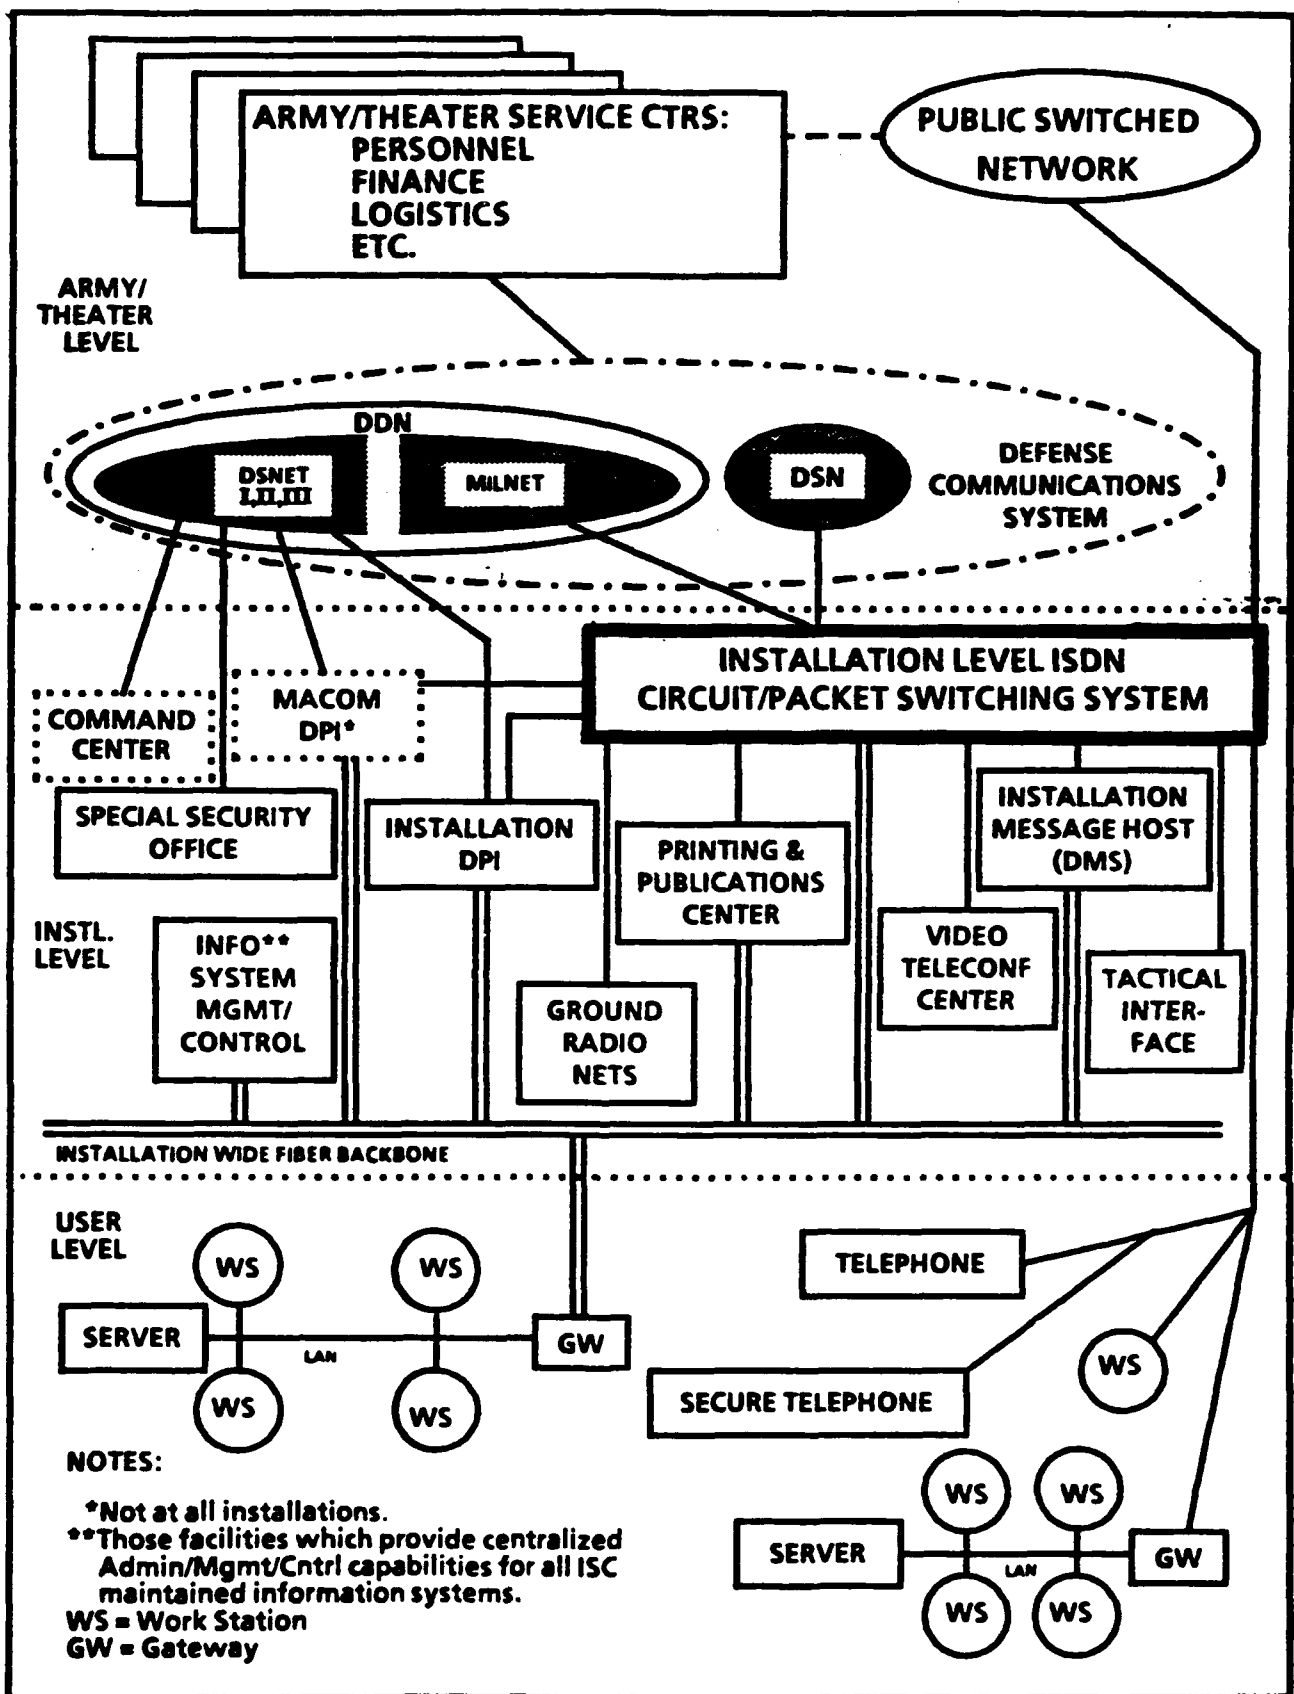 ARMY/THEATER SERVICE CTRS:
PERSONNEL
FINANCE
LOGISTICS
ETC.
PUBLIC SWITCHED
NETWORK
ARMY/
THEATER
LEVEL
DDN
DSNET
I,II,III
MILNET
DSN
DEFENSE
COMMUNICATIONS
SYSTEM
INSTALLATION LEVEL ISDN
CIRCUIT/PACKET SWITCHING SYSTEM
COMMAND
CENTER
MACOM
DPI*
SPECIAL SECURITY
OFFICE
INSTALLATION
DPI
PRINTING &
PUBLICATIONS
CENTER
INSTALLATION
MESSAGE HOST
(DMS)
INSTL.
LEVEL
INFO**
SYSTEM
MGMT/
CONTROL
GROUND
RADIO
NETS
VIDEO
TELECONF
CENTER
TACTICAL
INTER-
FACE
INSTALLATION WIDE FIBER BACKBONE
USER
LEVEL
WS
WS
SERVER
LAN
GW
WS
WS
TELEPHONE
WS
SECURE TELEPHONE
WS
WS
SERVER
LAN
GW
WS
WS
NOTES:
*Not at all installations.
**Those facilities which provide centralized
Admin/Mgmt/Cntrl capabilities for all ISC
maintained information systems.
WS = Work Station
GW = Gateway